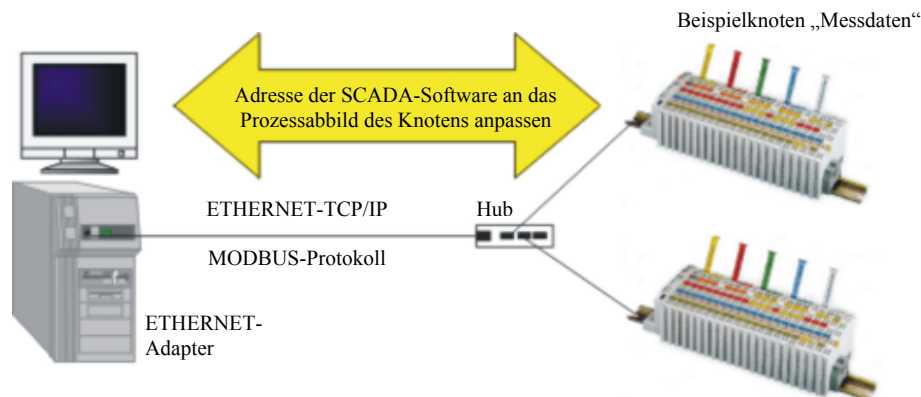 Beispielknoten „Messdaten“
Adresse der SCADA-Software an das
Prozessabbild des Knotens anpassen
ETHERNET-TCP/IP
Hub
MODBUS-Protokoll
ETHERNET-
Adapter